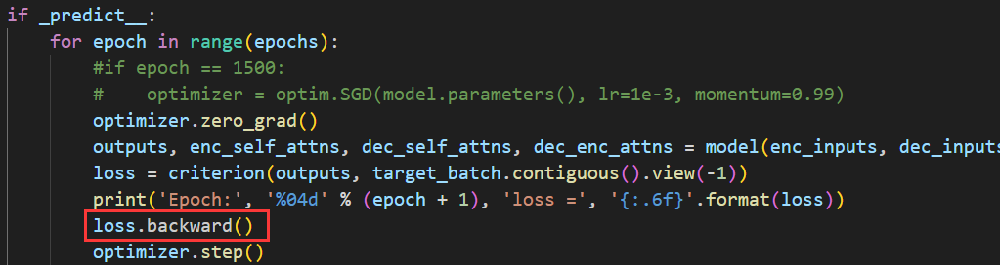 if _predict__:
for epoch in range(epochs):
#if epoch == 1500:
#    optimizer = optim.SGD(model.parameters(), lr=1e-3, momentum=0.99)
optimizer.zero_grad()
outputs, enc_self_attns, dec_self_attns, dec_enc_attns = model(enc_inputs, dec_inputs
loss = criterion(outputs, target_batch.contiguous().view(-1))
print('Epoch:', '%04d' % (epoch + 1), 'loss =', '{:.6f}'.format(loss))
loss.backward()
optimizer.step()